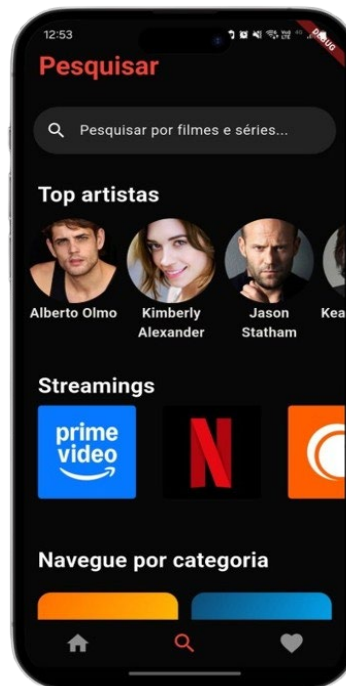 12:53
DEBUG
Pesquisar
Pesquisar por filmes e séries...
Top artistas
Alberto Olmo
Kimberly
Alexander
Jason
Statham
Streamings
prime
video
N
Navegue por categoria